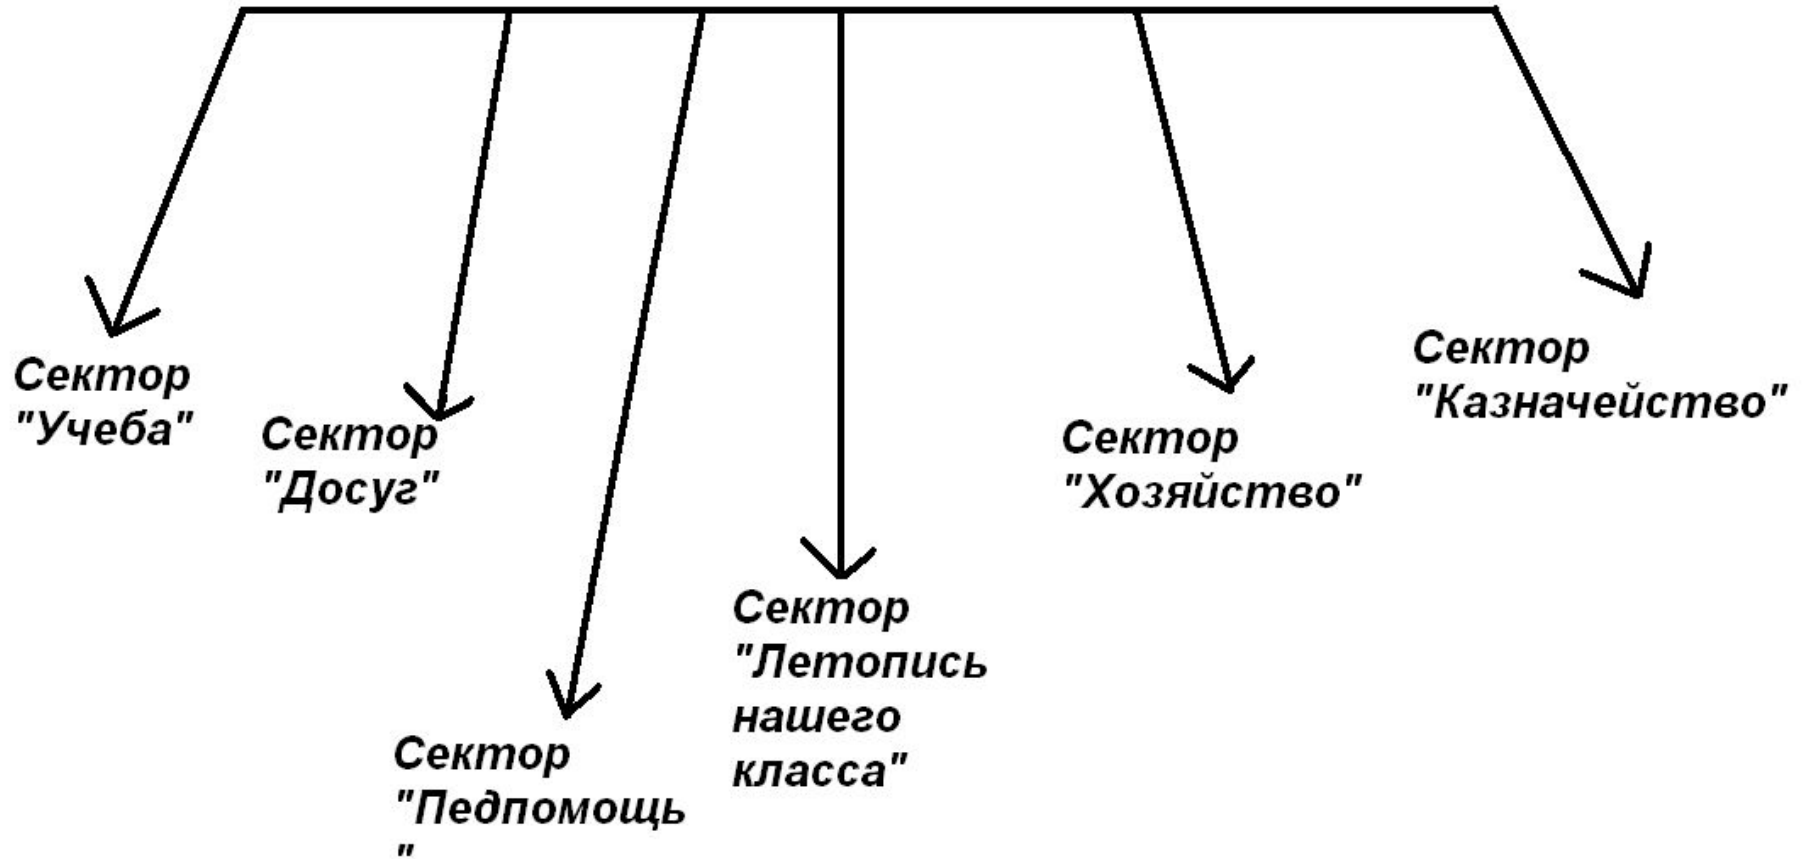 Сектор
"Учеба"
Сектор
"Досуг"
Сектор
"Педпомощь
"
Сектор
"Летопись
нашего
класса"
Сектор
"Хозяйство"
Сектор
"Казначейство"